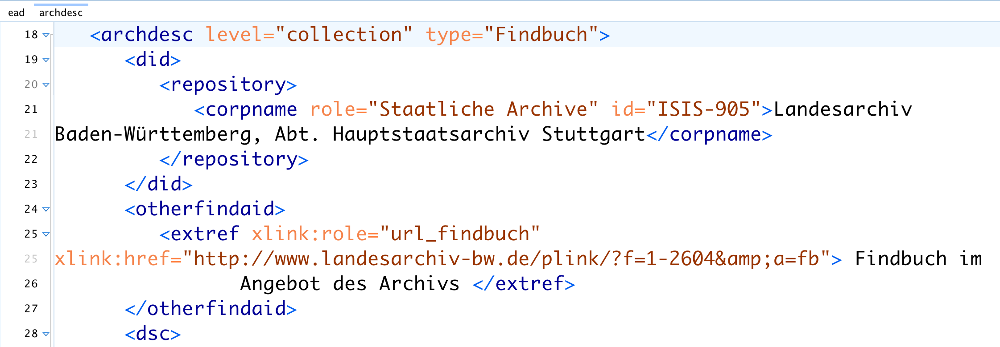 ead archdesc
18 <archdesc level="collection" type="Findbuch">
19 <did>
20 <repository>
21 <corpname role="Staatliche Archive" id="ISIS-905">Landesarchiv
21 Baden-Württemberg, Abt. Hauptstaatsarchiv Stuttgart</corpname>
22 </repository>
23 </did>
24 <otherfindaid>
25 <extref xlink:role="url_findbuch"
25 xlink:href="http://www.landesarchiv-bw.de/plink/?f=1-2604&amp;a=fb"> Findbuch im
26 Angebot des Archivs </extref>
27 </otherfindaid>
28 <dsc>